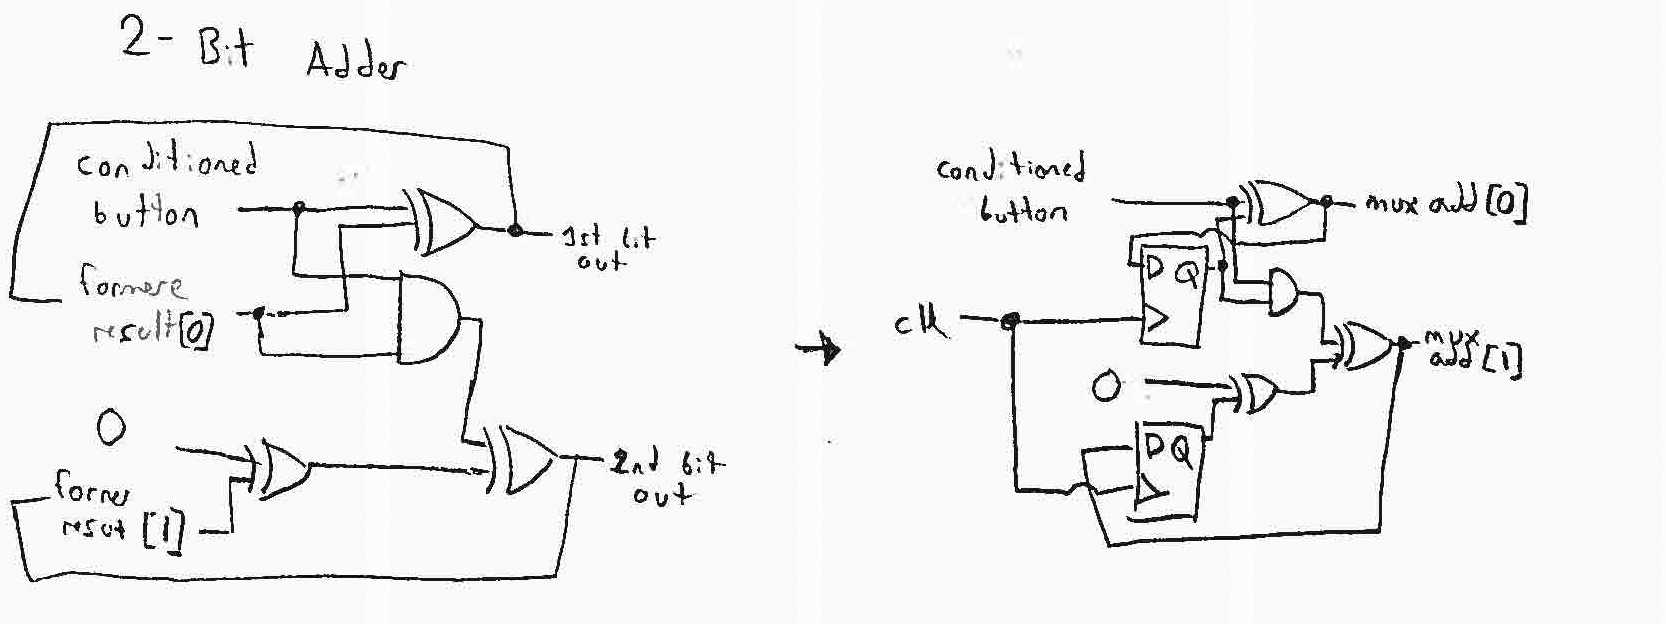 2-Bit Adder
conditioned
button
1st bit
out
formere
result[0]
0
former
resut [1]
2nd bit
out
conditioned
button
mux add[0]
D Q
clk
mux
add[1]
0
D Q